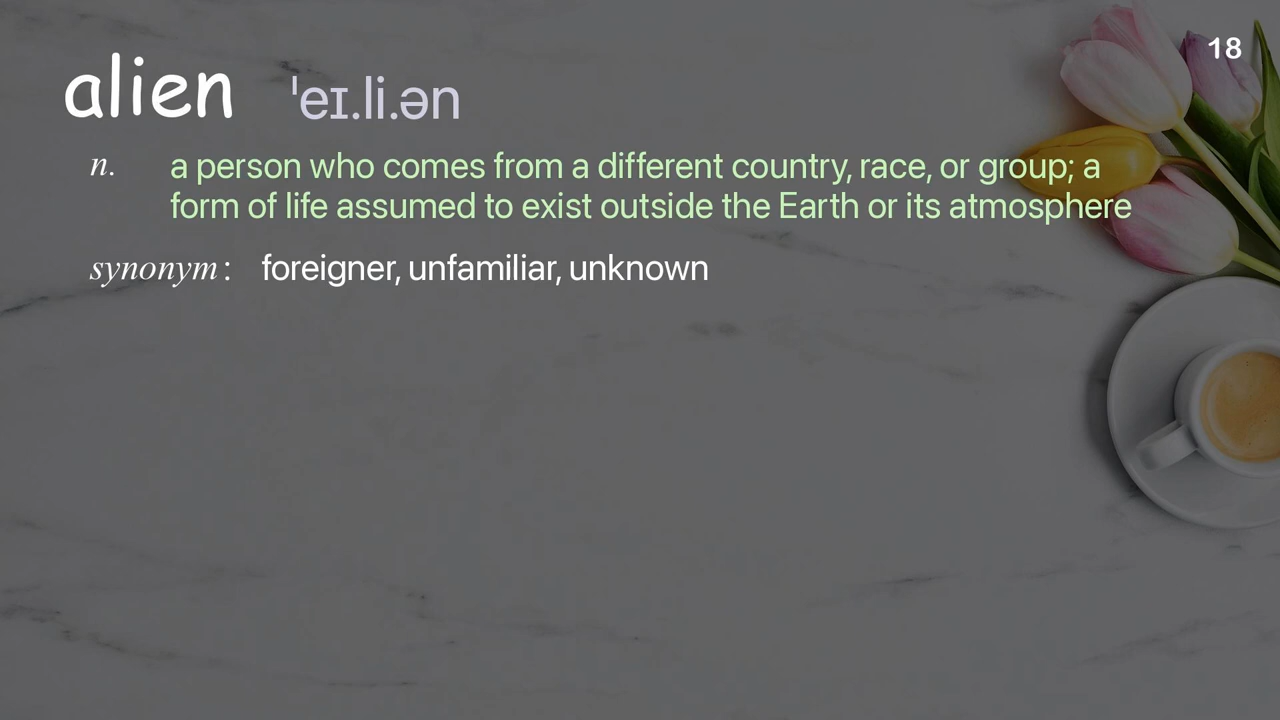 18
alien ˈeɪ.li.ən
n. a person who comes from a different country, race, or group; a
form of life assumed to exist outside the Earth or its atmosphere
synonym : foreigner, unfamiliar, unknown